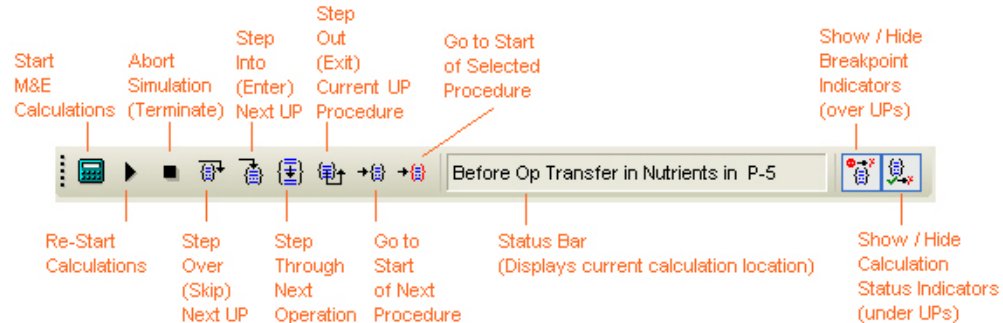 Start
M&E
Calculations
Abort
Simulation
(Terminate)
Step
Into
(Enter)
Next UP
Step
Out
(Exit)
Current UP
Procedure
Go to Start
of Selected
Procedure
Show / Hide
Breakpoint
Indicators
(over UPs)
Before Op Transfer in Nutrients in P-5
Re-Start
Calculations
Step
Over
(Skip)
Next UP
Step
Through
Next
Operation
Go to
Start
of Next
Procedure
Status Bar
(Displays current calculation location)
Show / Hide
Calculation
Status Indicators
(under UPs)